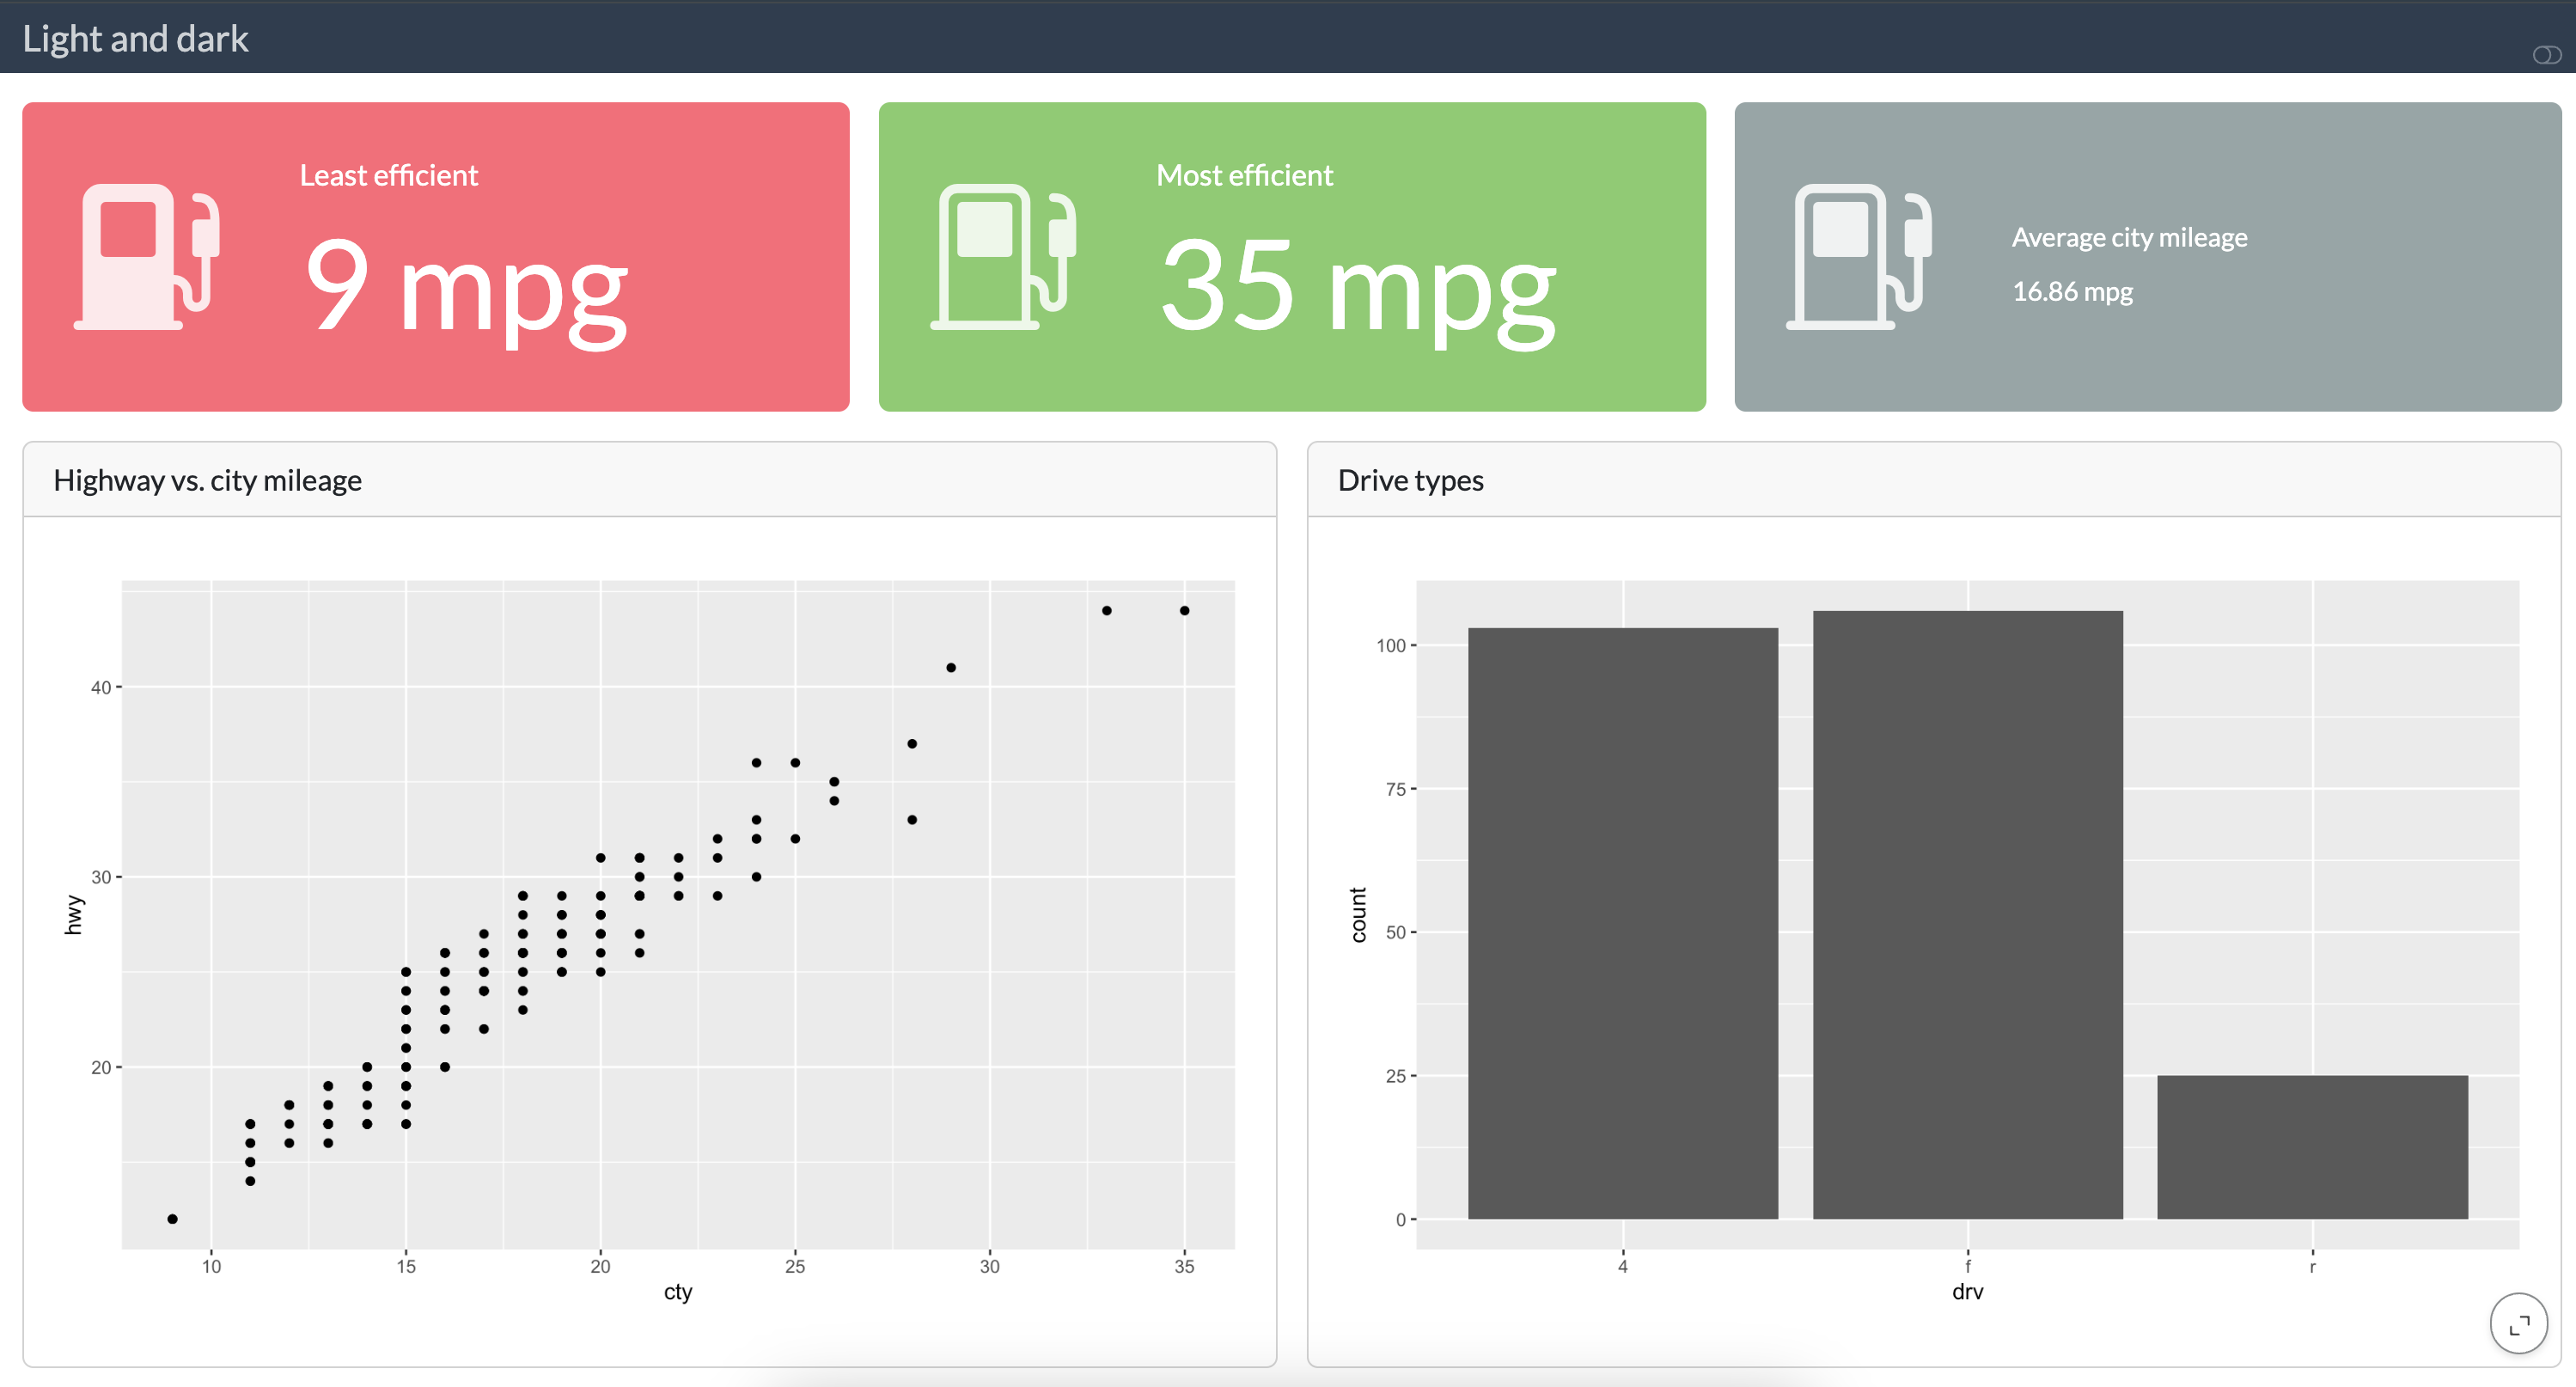 Light and dark
Least efficient
9 mpg
Most efficient
35 mpg
Average city mileage
16.86 mpg
Highway vs. city mileage
hwy
40
30
20
10 15 20 25 30 35
cty
Drive types
count
100
75
50
25
0
4 f r
drv